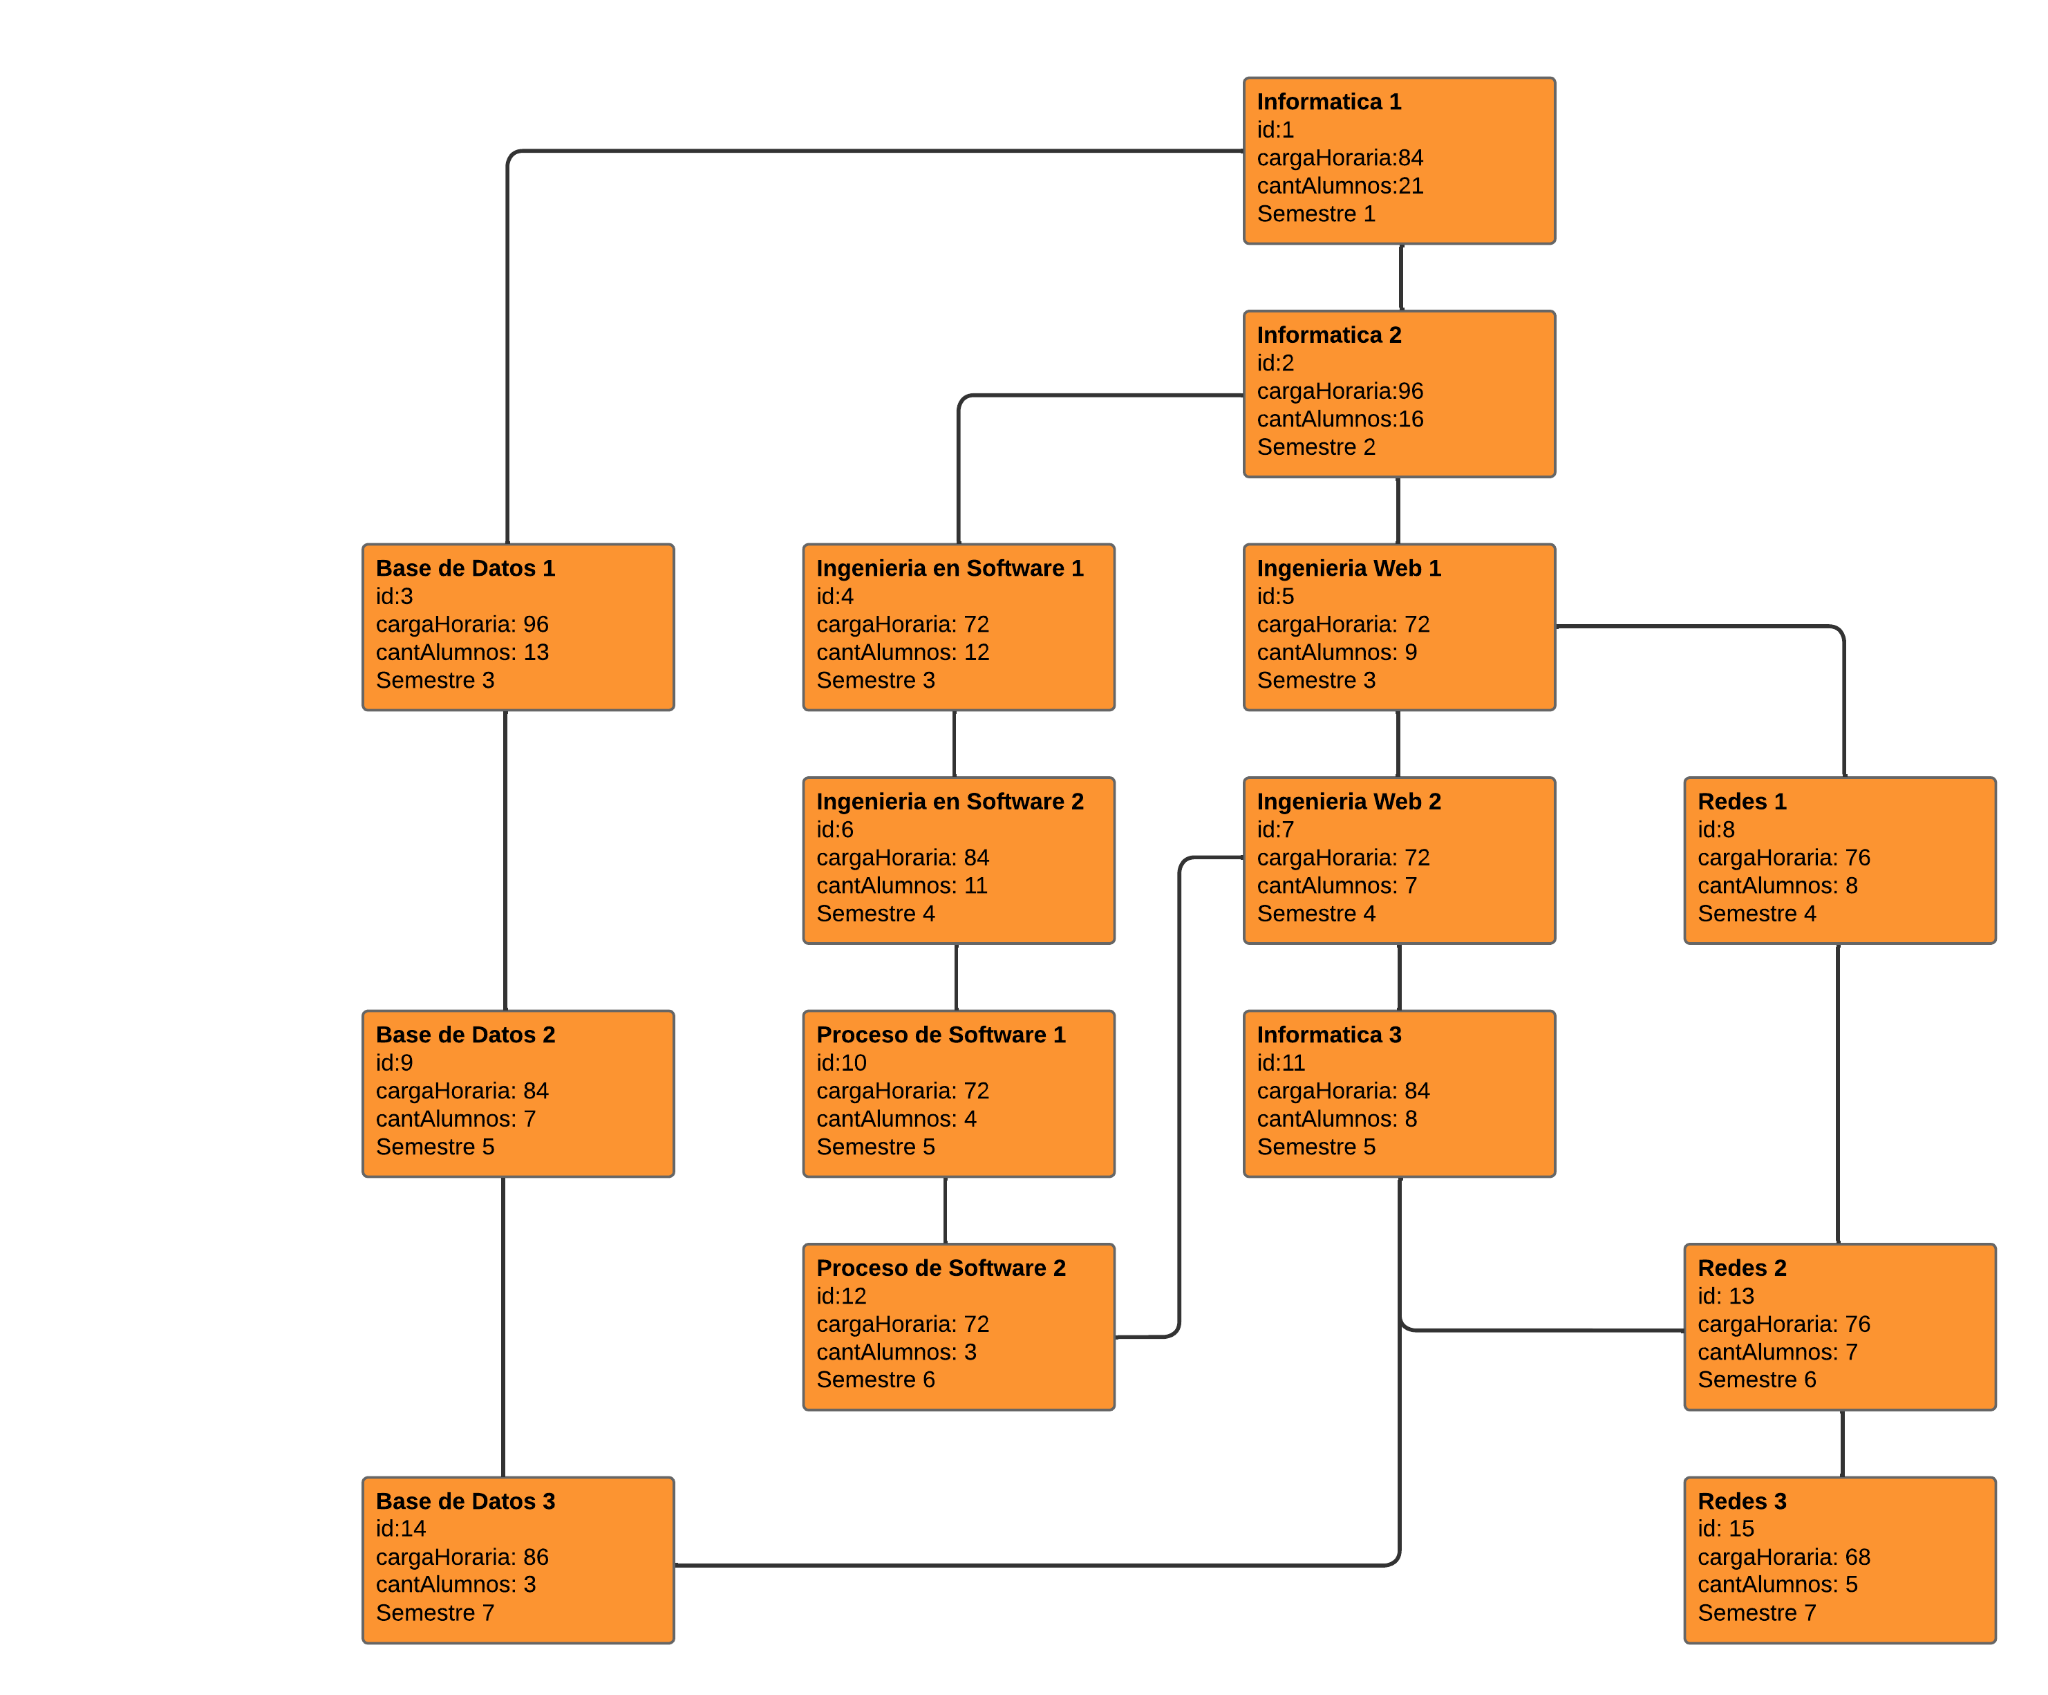 Informatica 1
id:1
cargaHoraria:84
cantAlumnos:21
Semestre 1
Informatica 2
id:2
cargaHoraria:96
cantAlumnos:16
Semestre 2
Base de Datos 1
id:3
cargaHoraria: 96
cantAlumnos: 13
Semestre 3
Ingenieria en Software 1
id:4
cargaHoraria: 72
cantAlumnos: 12
Semestre 3
Ingenieria Web 1
id:5
cargaHoraria: 72
cantAlumnos: 9
Semestre 3
Ingenieria en Software 2
id:6
cargaHoraria: 84
cantAlumnos: 11
Semestre 4
Ingenieria Web 2
id:7
cargaHoraria: 72
cantAlumnos: 7
Semestre 4
Redes 1
id:8
cargaHoraria: 76
cantAlumnos: 8
Semestre 4
Base de Datos 2
id:9
cargaHoraria: 84
cantAlumnos: 7
Semestre 5
Proceso de Software 1
id:10
cargaHoraria: 72
cantAlumnos: 4
Semestre 5
Informatica 3
id:11
cargaHoraria: 84
cantAlumnos: 8
Semestre 5
Proceso de Software 2
id:12
cargaHoraria: 72
cantAlumnos: 3
Semestre 6
Redes 2
id: 13
cargaHoraria: 76
cantAlumnos: 7
Semestre 6
Base de Datos 3
id:14
cargaHoraria: 86
cantAlumnos: 3
Semestre 7
Redes 3
id: 15
cargaHoraria: 68
cantAlumnos: 5
Semestre 7